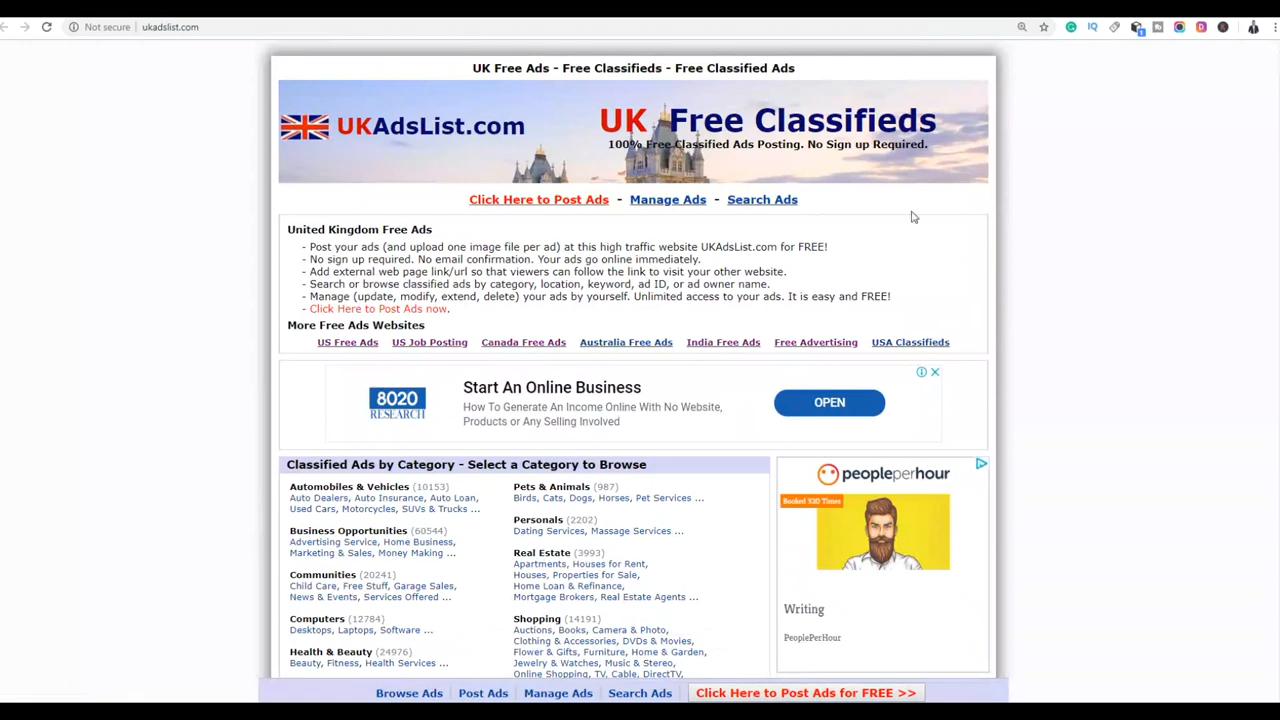 Not secure | ukadslist.com
UK Free Ads - Free Classifieds - Free Classified Ads
UKAdsList.com
UK Free Classifieds
100% Free Classified Ads Posting. No Sign up Required.
Click Here to Post Ads - Manage Ads - Search Ads
United Kingdom Free Ads
- Post your ads (and upload one image file per ad) at this high traffic website UKAdsList.com for FREE!
- No sign up required. No email confirmation. Your ads go online immediately.
- Add external web page link/url so that viewers can follow the link to visit your other website.
- Search or browse classified ads by category, location, keyword, ad ID, or ad owner name.
- Manage (update, modify, extend, delete) your ads by yourself. Unlimited access to your ads. It is easy and FREE!
- Click Here to Post Ads now.
More Free Ads Websites
US Free Ads US Job Posting Canada Free Ads Australia Free Ads India Free Ads Free Advertising USA Classifieds
8020
RESEARCH
Start An Online Business
How To Generate An Income Online With No Website,
Products or Any Selling Involved
OPEN
Classified Ads by Category - Select a Category to Browse
Automobiles & Vehicles (10153)
Auto Dealers, Auto Insurance, Auto Loan,
Used Cars, Motorcycles, SUVs & Trucks ...
Business Opportunities (60544)
Advertising Service, Home Business,
Marketing & Sales, Money Making ...
Communities (20241)
Child Care, Free Stuff, Garage Sales,
News & Events, Services Offered ...
Computers (12784)
Desktops, Laptops, Software ...
Health & Beauty (24976)
Beauty, Fitness, Health Services ...
Pets & Animals (987)
Birds, Cats, Dogs, Horses, Pet Services ...
Personals (2202)
Dating Services, Massage Services ...
Real Estate (3993)
Apartments, Houses for Rent,
Houses, Properties for Sale,
Home Loan & Refinance,
Mortgage Brokers, Real Estate Agents ...
Shopping (14191)
Auctions, Books, Camera & Photo,
Clothing & Accessories, DVDs & Movies,
Flower & Gifts, Furniture, Home & Garden,
Jewelry & Watches, Music & Stereo,
Online Shopping, TV, Cable, DirectTV,
peopleperhour
Booked 320 Times
Writing
PeoplePerHour
Browse Ads Post Ads Manage Ads Search Ads Click Here to Post Ads for FREE >>